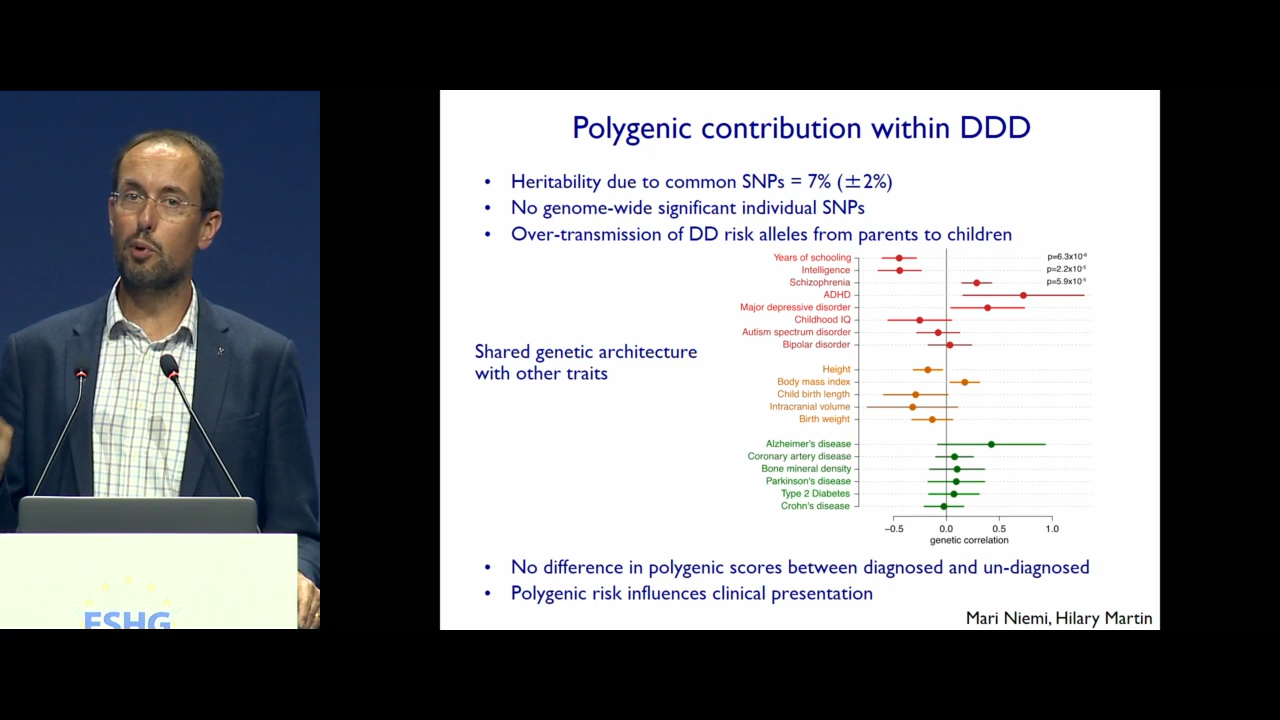 Polygenic contribution within DDD
• Heritability due to common SNPs = 7% (±2%)
• No genome-wide significant individual SNPs
• Over-transmission of DD risk alleles from parents to children
Years of schooling p=6.3x10⁻⁸
Intelligence p=2.2x10⁻⁵
Schizophrenia p=5.9x10⁻⁵
ADHD
Major depressive disorder
Childhood IQ
Autism spectrum disorder
Bipolar disorder
Shared genetic architecture
with other traits
Height
Body mass index
Child birth length
Intracranial volume
Birth weight
Alzheimer's disease
Coronary artery disease
Bone mineral density
Parkinson's disease
Type 2 Diabetes
Crohn's disease
−0.5 0.0 0.5 1.0
genetic correlation
• No difference in polygenic scores between diagnosed and un-diagnosed
• Polygenic risk influences clinical presentation
Mari Niemi, Hilary Martin
ESHG